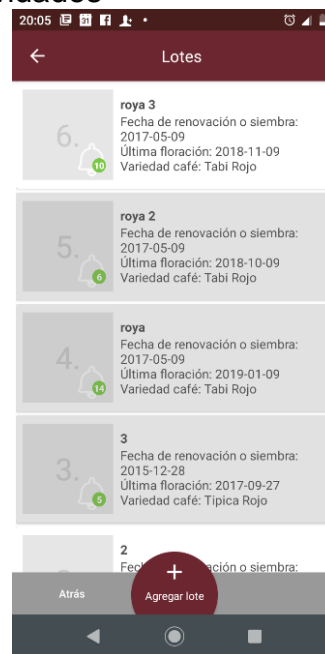 20:05
Lotes
6.
10
roya 3
Fecha de renovación o siembra:
2017-05-09
Última floración: 2018-11-09
Variedad café: Tabi Rojo
5.
6
roya 2
Fecha de renovación o siembra:
2017-05-09
Última floración: 2018-10-09
Variedad café: Tabi Rojo
4.
14
roya
Fecha de renovación o siembra:
2017-05-09
Última floración: 2019-01-09
Variedad café: Tabi Rojo
3.
5
3
Fecha de renovación o siembra:
2015-12-28
Última floración: 2017-09-27
Variedad café: Tipica Rojo
2
ación o siembra:
Atrás
+
Agregar lote